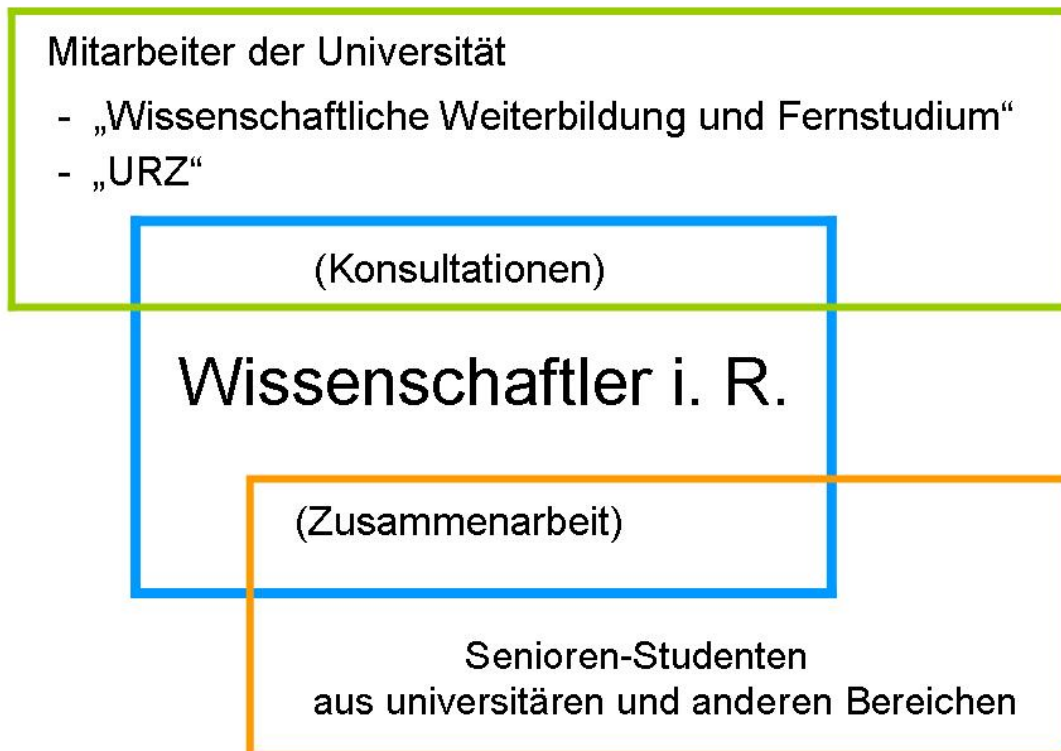 Mitarbeiter der Universität
- „Wissenschaftliche Weiterbildung und Fernstudium“
- „URZ“
(Konsultationen)
Wissenschaftler i. R.
(Zusammenarbeit)
Senioren-Studenten
aus universitären und anderen Bereichen